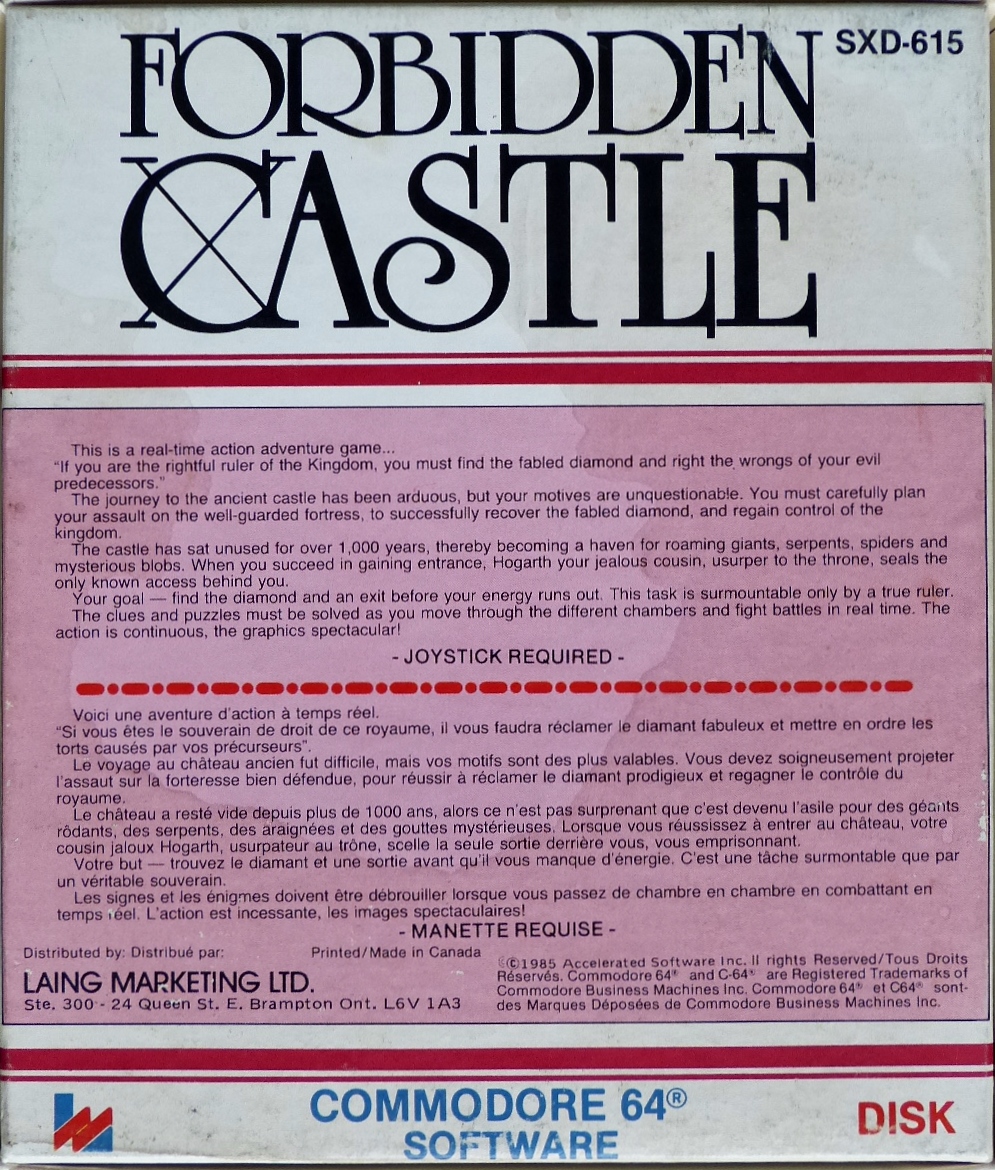 FORBIDDEN
SXD-615
CASTLE
This is a real-time action adventure game...
"If you are the rightful ruler of the Kingdom, you must find the fabled diamond and right the wrongs of your evil
predecessors."
The journey to the ancient castle has been arduous, but your motives are unquestionable. You must carefully plan
your assault on the well-guarded fortress, to successfully recover the fabled diamond, and regain control of the
kingdom.
The castle has sat unused for over 1,000 years, thereby becoming a haven for roaming giants, serpents, spiders and
mysterious blobs. When you succeed in gaining entrance, Hogarth your jealous cousin, usurper to the throne, seals the
only known access behind you.
Your goal — find the diamond and an exit before your energy runs out. This task is surmountable only by a true ruler.
The clues and puzzles must be solved as you move through the different chambers and fight battles in real time. The
action is continuous, the graphics spectacular!
- JOYSTICK REQUIRED -
Voici une aventure d'action à temps réel.
"Si vous êtes le souverain de droit de ce royaume, il vous faudra réclamer le diamant fabuleux et mettre en ordre les
torts causés par vos précurseurs".
Le voyage au château ancien fut difficile, mais vos motifs sont des plus valables. Vous devez soigneusement projeter
l'assaut sur la forteresse bien défendue, pour réussir à réclamer le diamant prodigieux et regagner le contrôle du
royaume.
Le château a resté vide depuis plus de 1000 ans, alors ce n'est pas surprenant que c'est devenu l'asile pour des géants
rôdants, des serpents, des araignées et des gouttes mystérieuses. Lorsque vous réussissez à entrer au château, votre
cousin jaloux Hogarth, usurpateur au trône, scelle la seule sortie derrière vous, vous emprisonnant.
Votre but — trouvez le diamant et une sortie avant qu'il vous manque d'énergie. C'est une tâche surmontable que par
un véritable souverain.
Les signes et les énigmes doivent être débrouiller lorsque vous passez de chambre en chambre en combattant en
temps réel. L'action est incessante, les images spectaculaires!
- MANETTE REQUISE -
Distributed by: Distribué par:
Printed/Made in Canada
LAING MARKETING LTD.
Ste. 300 - 24 Queen St. E. Brampton Ont. L6V 1A3
©1985 Accelerated Software Inc. ll rights Reserved/Tous Droits
Réservés. Commodore 64® and C-64® are Registered Trademarks of
Commodore Business Machines Inc. Commodore 64® et C64® sont-
des Marques Déposées de Commodore Business Machines Inc.
COMMODORE 64®
SOFTWARE
DISK